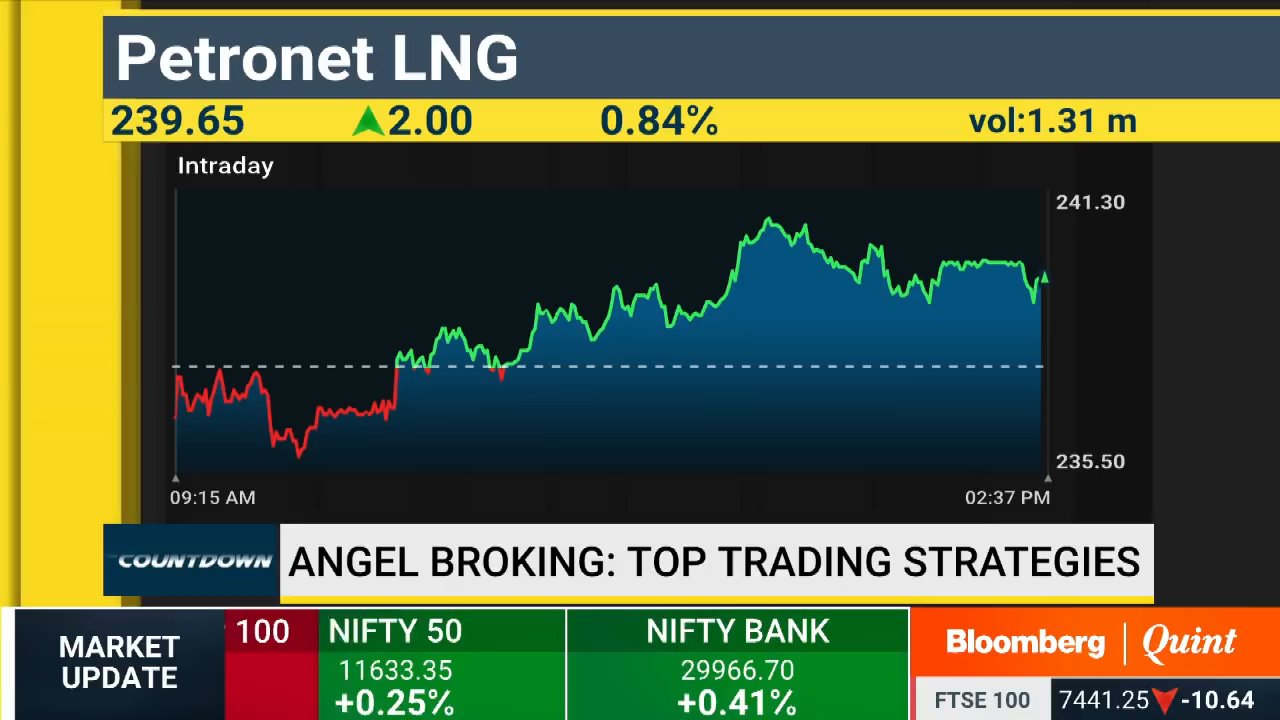 Petronet LNG
239.65 ▲2.00 0.84% vol:1.31 m
Intraday
241.30
235.50
09:15 AM 02:37 PM
COUNTDOWN ANGEL BROKING: TOP TRADING STRATEGIES
MARKET UPDATE
100
NIFTY 50
11633.35
+0.25%
NIFTY BANK
29966.70
+0.41%
Bloomberg | Quint
FTSE 100 7441.25 ▼-10.64